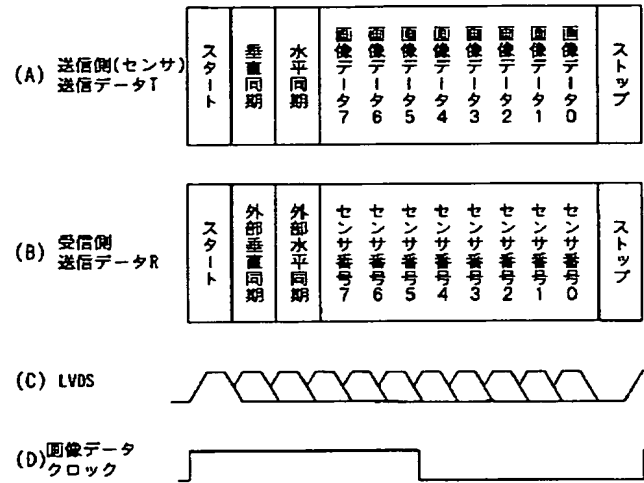 (A) 送信側(センサ)
送信データT
スタート
垂直同期
水平同期
画像データ7
画像データ6
画像データ5
画像データ4
画像データ3
画像データ2
画像データ1
画像データ0
ストップ
(B) 受信側
送信データR
スタート
外部垂直同期
外部水平同期
センサ番号7
センサ番号6
センサ番号5
センサ番号4
センサ番号3
センサ番号2
センサ番号1
センサ番号0
ストップ
(C) LVDS
(D) 画像データ
クロック